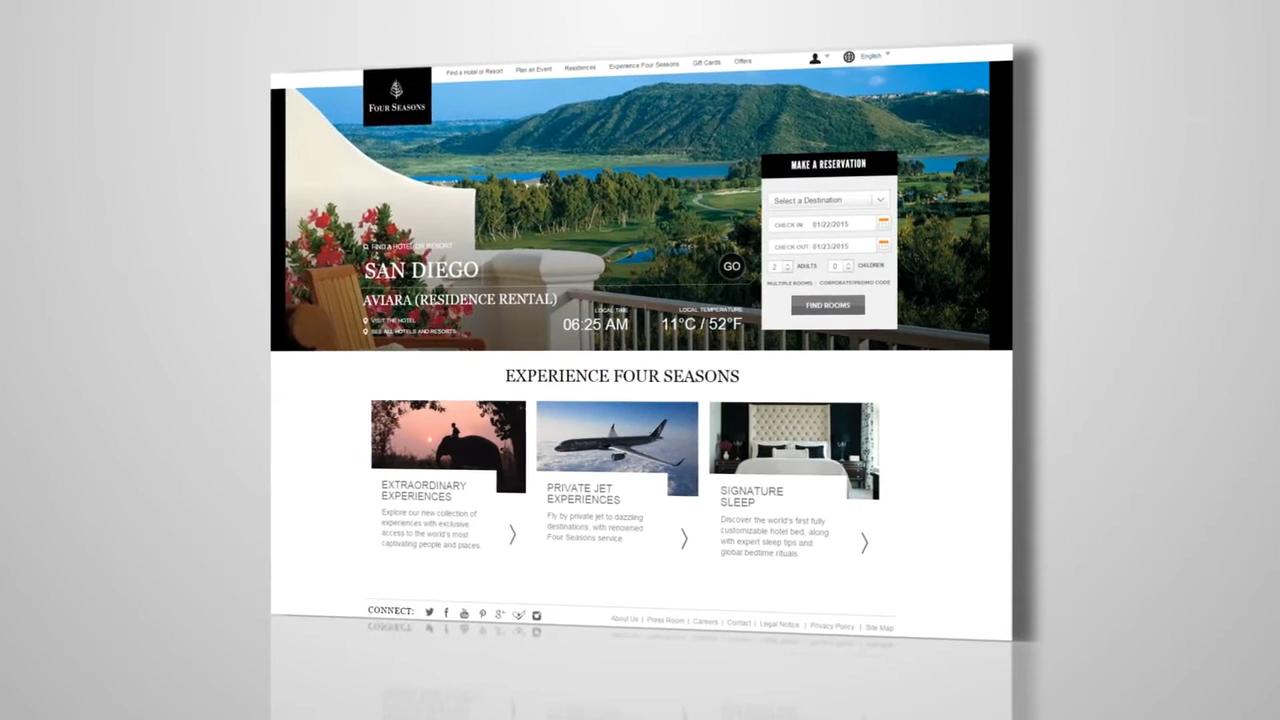 Find a Hotel or Resort Plan an Event Residences Experience Four Seasons Gift Cards Offers English
FOUR SEASONS
MAKE A RESERVATION
Select a Destination
CHECK IN: 01/22/2015
CHECK OUT: 01/23/2015
2 ADULTS 0 CHILDREN
MULTIPLE ROOMS | CORPORATE/PROMO CODE
FIND ROOMS
FIND A HOTEL OR RESORT
SAN DIEGO
GO
AVIARA (RESIDENCE RENTAL)
VISIT THE HOTEL
SEE ALL HOTELS AND RESORTS
LOCAL TIME
06:25 AM
LOCAL TEMPERATURE
11°C / 52°F
EXPERIENCE FOUR SEASONS
EXTRAORDINARY
EXPERIENCES
Explore our new collection of
experiences with exclusive
access to the world's most
captivating people and places.
PRIVATE JET
EXPERIENCES
Fly by private jet to dazzling
destinations, with renowned
Four Seasons service.
SIGNATURE
SLEEP
Discover the world's first fully
customizable hotel bed, along
with expert sleep tips and
global bedtime rituals.
CONNECT:
About Us | Press Room | Careers | Contact | Legal Notice | Privacy Policy | Site Map